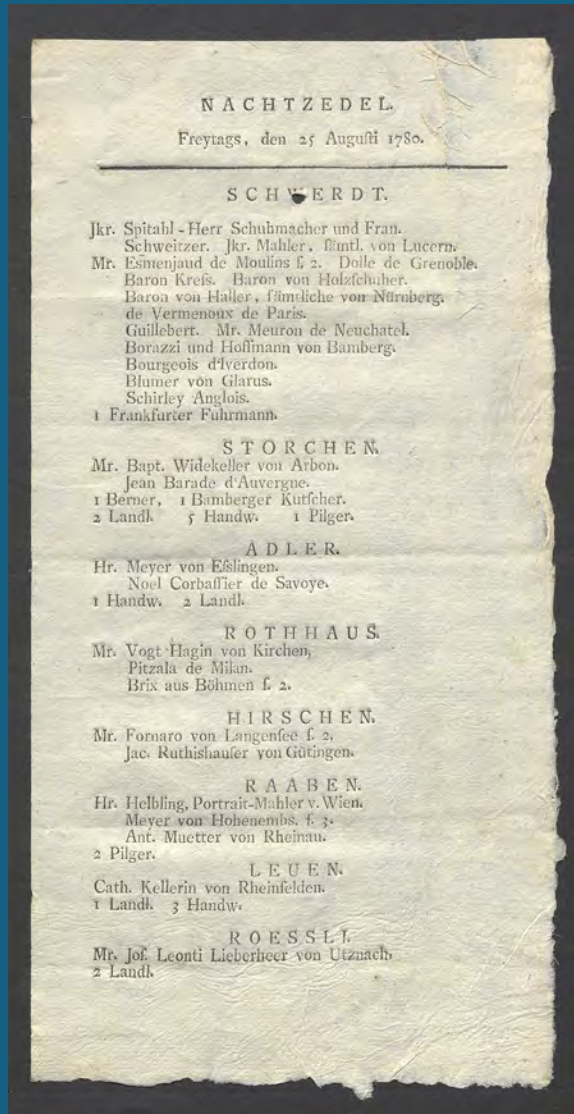 NACHTZEDEL.
Freytags, den 25 Augusti 1780.
SCHWERDT.
Jkr. Spitahl-Herr Schuhmacher und Frau.
Schweitzer. Jkr. Mahler, sämtl. von Lucern.
Mr. Esmenjaud de Moulins s. 2. Dolle de Grenoble.
Baron Kress. Baron von Holzschuher.
Baron von Haller, sämtliche von Nürnberg.
de Vermenoux de Paris.
Guillebert. Mr. Meuron de Neuchatel.
Borazzi und Hoffmann von Bamberg.
Bourgeois d'Iverdon.
Blumer von Glarus.
Schirley Anglois.
1 Frankfurter Fuhrmann.
STORCHEN.
Mr. Bapt. Widekeller von Arbon.
Jean Barade d'Auvergne.
1 Berner, 1 Bamberger Kutscher.
2 Landl. 5 Handw. 1 Pilger.
ADLER.
Hr. Meyer von Esslingen.
Noel Corbassier de Savoye.
1 Handw. 2 Landl.
ROTHHAUS.
Mr. Vogt Hagin von Kirchen,
Pitzala de Milan.
Brix aus Böhmen s. 2.
HIRSCHEN.
Mr. Fornaro von Langensee s. 2,
Jac. Ruthishauser von Gütingen.
RAABEN.
Hr. Helbling, Portrait-Mahler v. Wien.
Meyer von Hohenembs. s. 3.
Ant. Muetter von Rheinau.
2 Pilger.
LEUEN.
Cath. Kellerin von Rheinfelden.
1 Landl. 3 Handw.
ROESSLI.
Mr. Jos. Leonti Lieberheer von Utznach.
2 Landl.